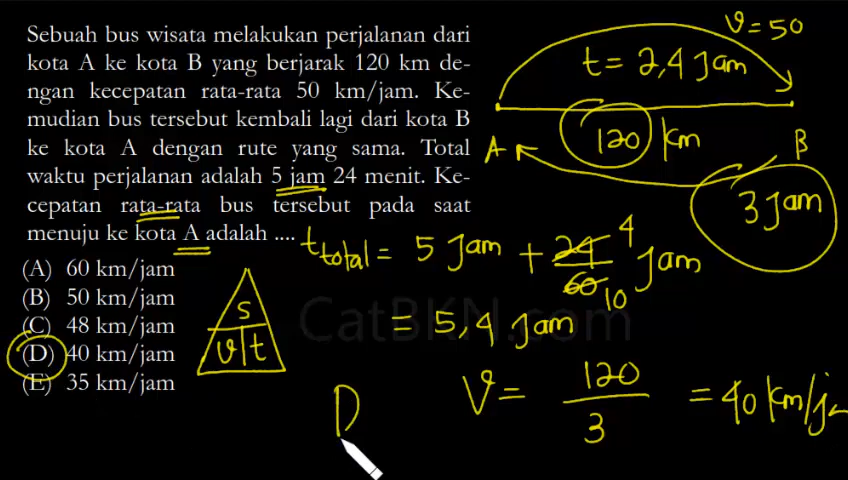 Sebuah bus wisata melakukan perjalanan dari
kota A ke kota B yang berjarak 120 km de-
ngan kecepatan rata-rata 50 km/jam. Ke-
mudian bus tersebut kembali lagi dari kota B
ke kota A dengan rute yang sama. Total
waktu perjalanan adalah 5 jam 24 menit. Ke-
cepatan rata-rata bus tersebut pada saat
menuju ke kota A adalah ....
(A) 60 km/jam
(B) 50 km/jam
(C) 48 km/jam
(D) 40 km/jam
(E) 35 km/jam
v = 50
t = 2,4 Jam
120 km
A B
3 Jam
t total = 5 Jam + 24/60 4/10 Jam
= 5,4 Jam
S
v t
CatBKN.com
V = 120/3 = 40 km/j
D